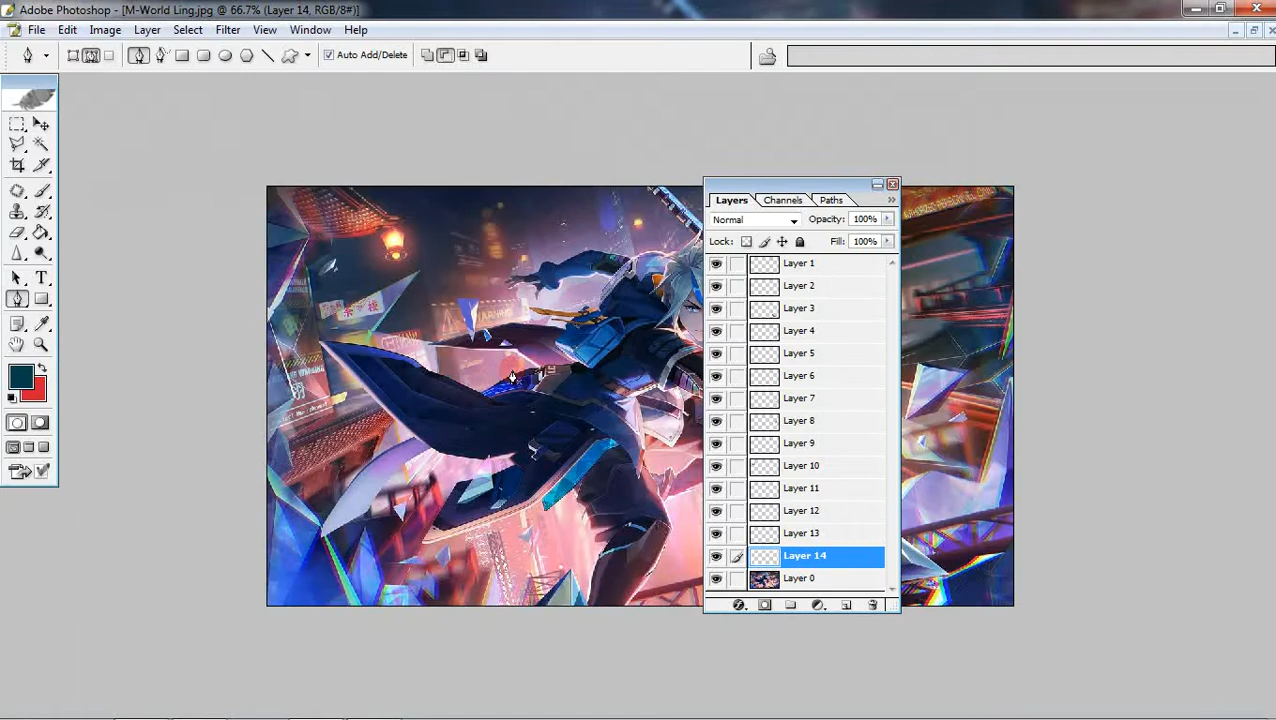 Adobe Photoshop - [M-World Ling.jpg @ 66.7% (Layer 14, RGB/8#)]
File Edit Image Layer Select Filter View Window Help
Auto Add/Delete
Layers Channels Paths
Normal Opacity: 100%
Lock: Fill: 100%
Layer 1
Layer 2
Layer 3
Layer 4
Layer 5
Layer 6
Layer 7
Layer 8
Layer 9
Layer 10
Layer 11
Layer 12
Layer 13
Layer 14
Layer 0
WARNING